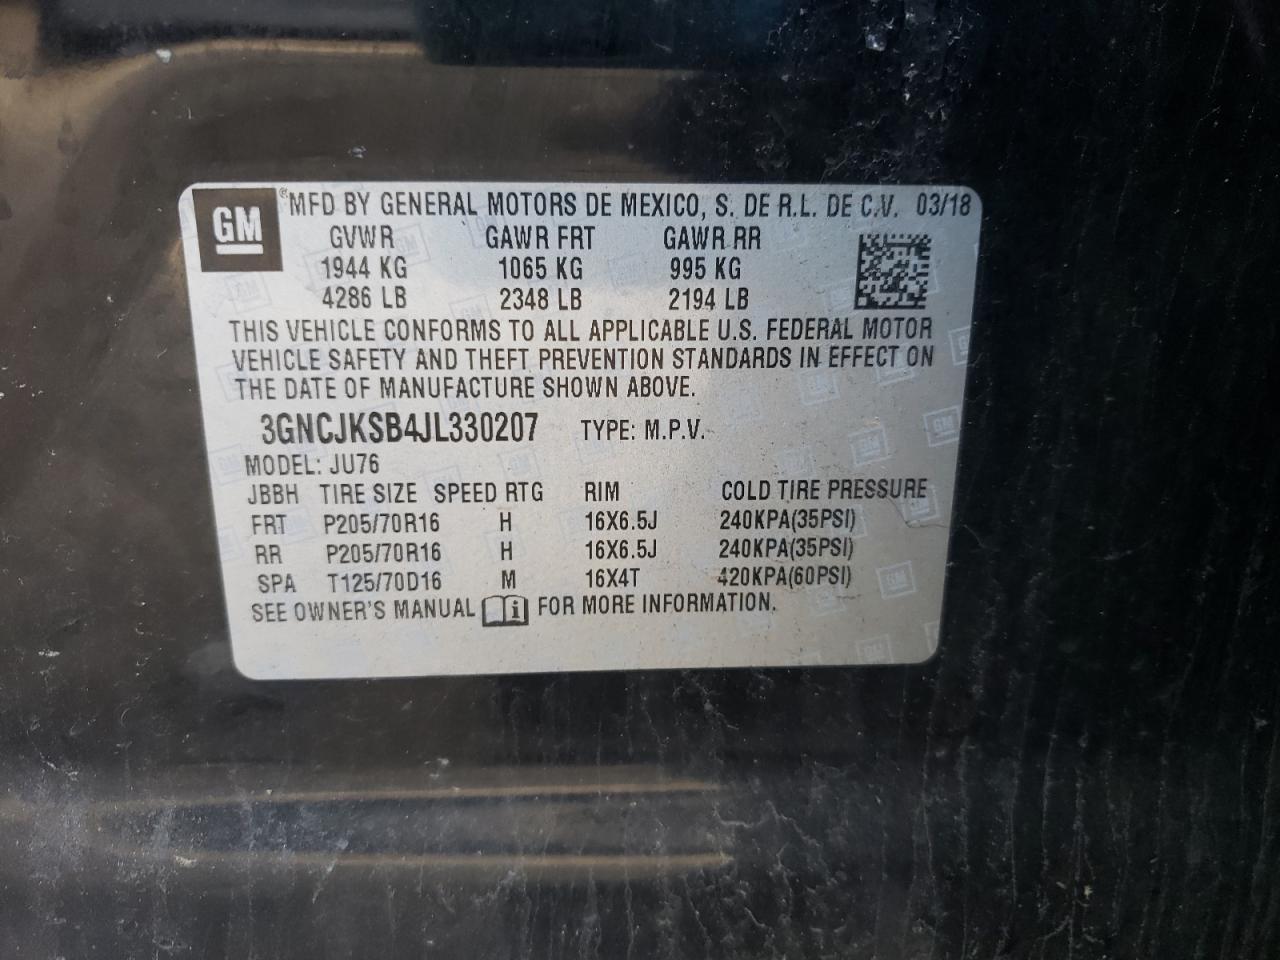 GM ® MFD BY GENERAL MOTORS DE MEXICO, S. DE R.L. DE C.V. 03/18
GVWR GAWR FRT GAWR RR
1944 KG 1065 KG 995 KG
4286 LB 2348 LB 2194 LB
THIS VEHICLE CONFORMS TO ALL APPLICABLE U.S. FEDERAL MOTOR
VEHICLE SAFETY AND THEFT PREVENTION STANDARDS IN EFFECT ON
THE DATE OF MANUFACTURE SHOWN ABOVE.
3GNCJKSB4JL330207 TYPE: M.P.V.
MODEL: JU76
JBBH TIRE SIZE SPEED RTG RIM COLD TIRE PRESSURE
FRT P205/70R16 H 16X6.5J 240KPA(35PSI)
RR P205/70R16 H 16X6.5J 240KPA(35PSI)
SPA T125/70D16 M 16X4T 420KPA(60PSI)
SEE OWNER'S MANUAL i FOR MORE INFORMATION.